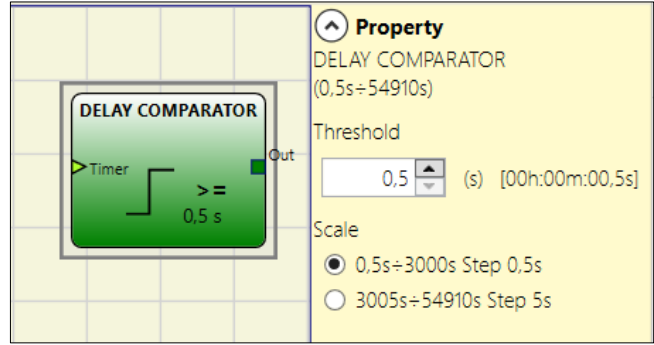 DELAY COMPARATOR
Timer
Out
>=
0,5 s
Property
DELAY COMPARATOR
(0,5s÷54910s)
Threshold
0,5 (s) [00h:00m:00,5s]
Scale
0,5s÷3000s Step 0,5s
3005s÷54910s Step 5s